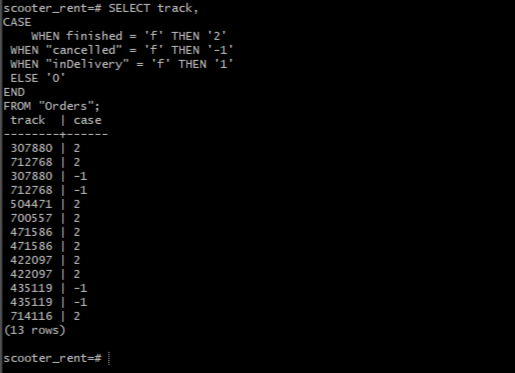 scooter_rent=# SELECT track,
CASE
    WHEN finished = 'f' THEN '2'
 WHEN "cancelled" = 'f' THEN '-1'
 WHEN "inDelivery" = 'f' THEN '1'
 ELSE '0'
END
FROM "Orders";
 track  | case
--------+------
 307880 | 2
 712768 | 2
 307880 | -1
 712768 | -1
 504471 | 2
 700557 | 2
 471586 | 2
 471586 | 2
 422097 | 2
 422097 | 2
 435119 | -1
 435119 | -1
 714116 | 2
(13 rows)

scooter_rent=#